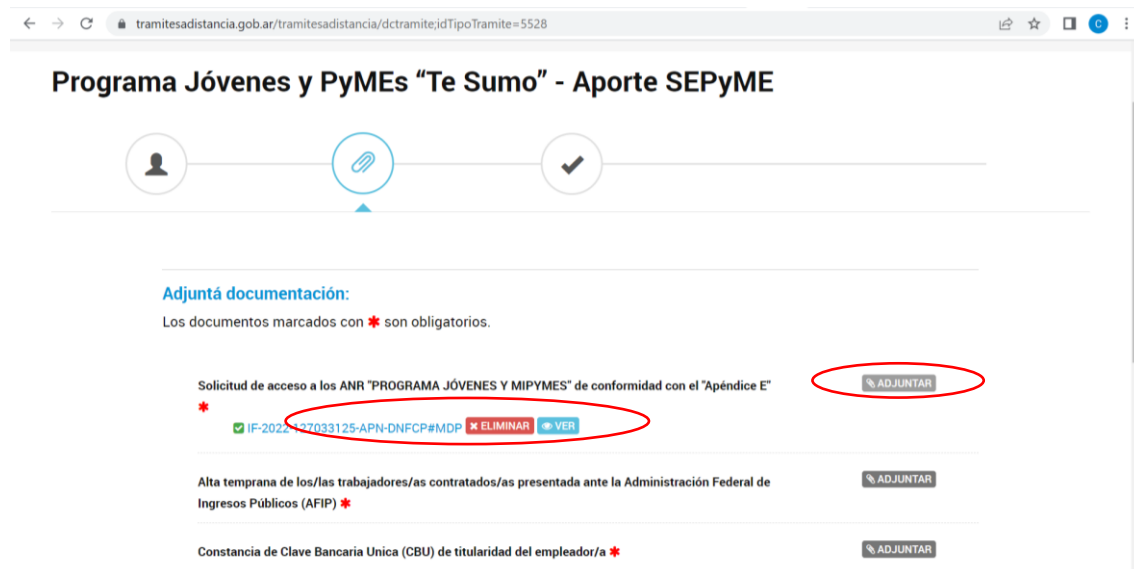 tramitesadistancia.gob.ar/tramitesadistancia/dctramite;idTipoTramite=5528
C
Programa Jóvenes y PyMEs “Te Sumo” - Aporte SEPyME
Adjuntá documentación:
Los documentos marcados con ✱ son obligatorios.
Solicitud de acceso a los ANR "PROGRAMA JÓVENES Y MIPYMES" de conformidad con el "Apéndice E"
ADJUNTAR
✱
IF-2022-127033125-APN-DNFCP#MDP ELIMINAR VER
Alta temprana de los/las trabajadores/as contratados/as presentada ante la Administración Federal de
ADJUNTAR
Ingresos Públicos (AFIP) ✱
Constancia de Clave Bancaria Unica (CBU) de titularidad del empleador/a ✱
ADJUNTAR